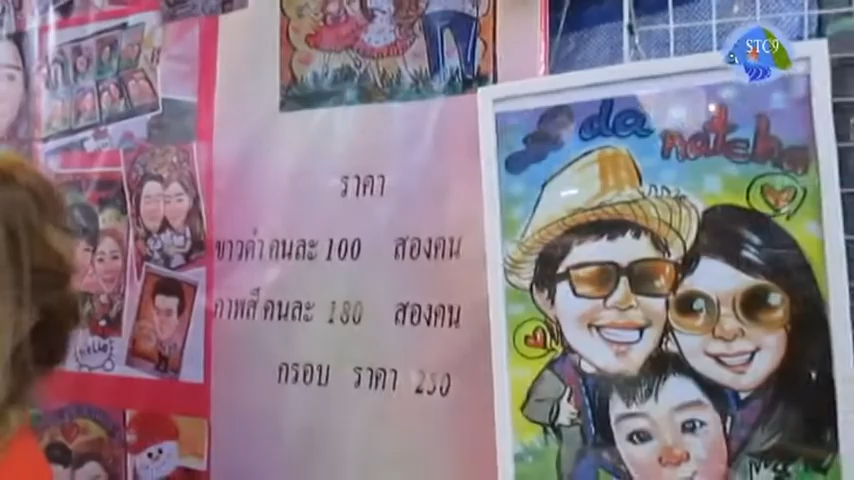 STC9
da
natcha
ราคา
ขาวดำ คนละ 100 สองคน
ภาพสี คนละ 180 สองคน
กรอบ ราคา 250